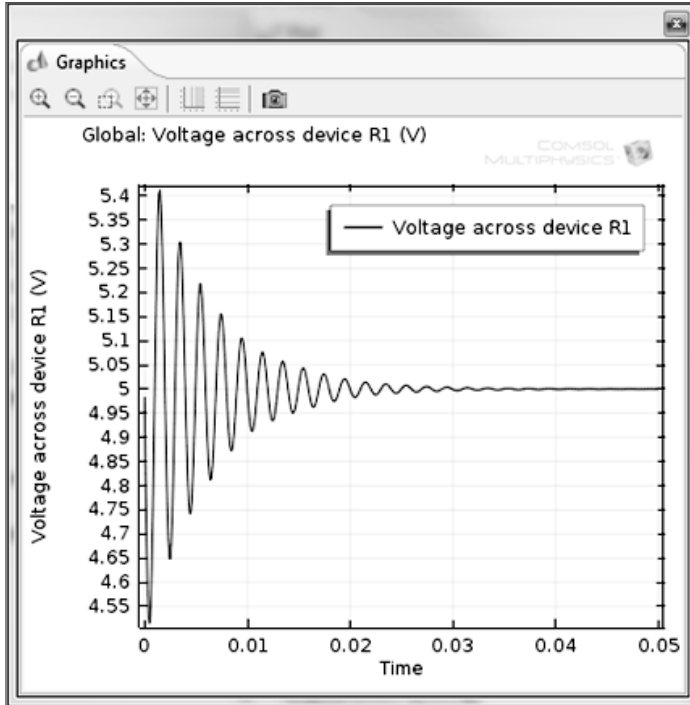 Graphics
Global: Voltage across device R1 (V)
COMSOL
MULTIPHYSICS
Voltage across device R1
Voltage across device R1 (V)
5.4
5.35
5.3
5.25
5.2
5.15
5.1
5.05
5
4.95
4.9
4.85
4.8
4.75
4.7
4.65
4.6
4.55
0 0.01 0.02 0.03 0.04 0.05
Time